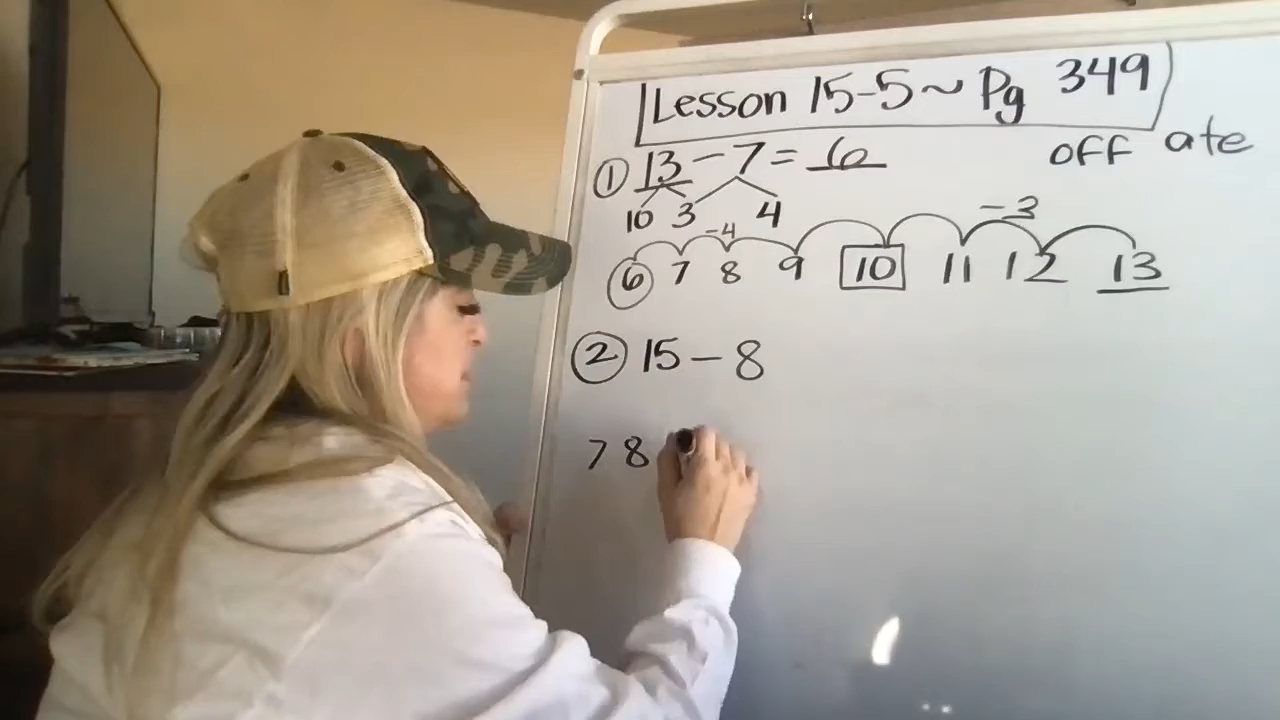 Lesson 15-5~ Pg 349
off ate
① 13 - 7 = 6
10 3 4
-4 -3
6 7 8 9 10 11 12 13
② 15 - 8
7 8